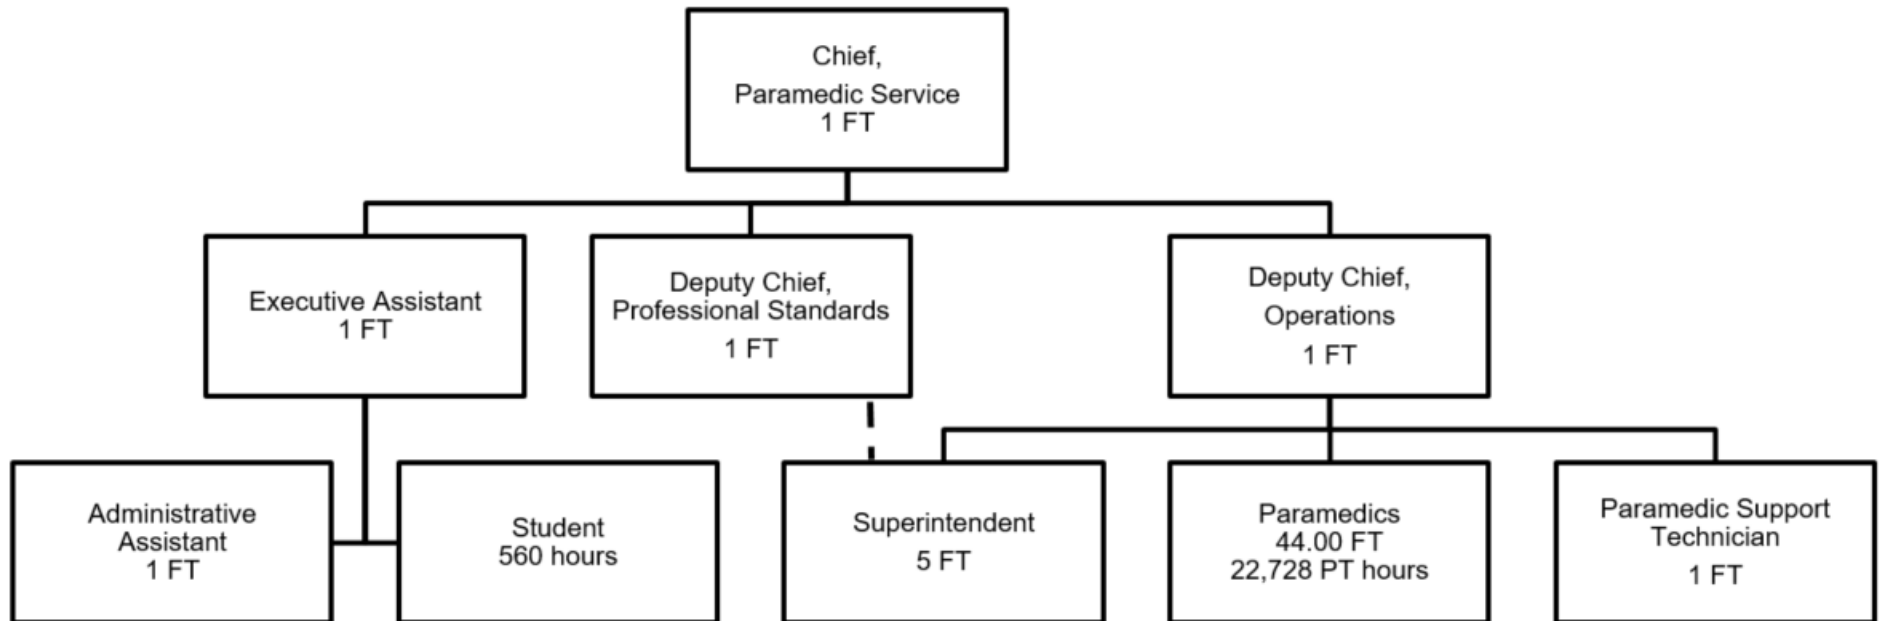 Chief,
Paramedic Service
1 FT
Executive Assistant
1 FT
Deputy Chief,
Professional Standards
1 FT
Deputy Chief,
Operations
1 FT
Administrative
Assistant
1 FT
Student
560 hours
Superintendent
5 FT
Paramedics
44.00 FT
22,728 PT hours
Paramedic Support
Technician
1 FT